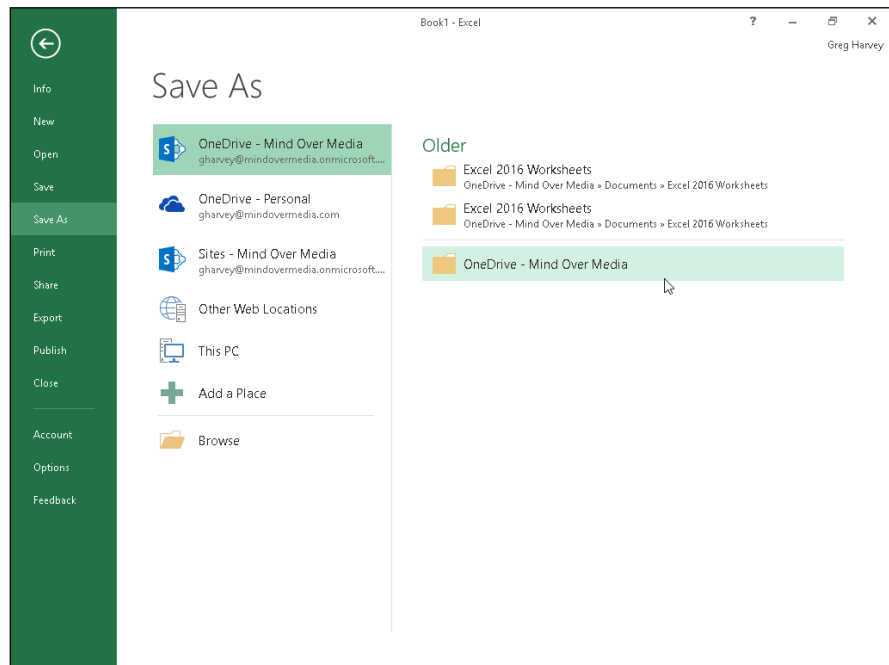 Book1 - Excel
?
Greg Harvey
Info
New
Open
Save
Save As
Print
Share
Export
Publish
Close
Account
Options
Feedback
Save As
OneDrive - Mind Over Media
gharvey@mindovermedia.onmicrosoft....
OneDrive - Personal
gharvey@mindovermedia.com
Sites - Mind Over Media
gharvey@mindovermedia.onmicrosoft....
Other Web Locations
This PC
Add a Place
Browse
Older
Excel 2016 Worksheets
OneDrive - Mind Over Media » Documents » Excel 2016 Worksheets
Excel 2016 Worksheets
OneDrive - Mind Over Media » Documents » Excel 2016 Worksheets
OneDrive - Mind Over Media